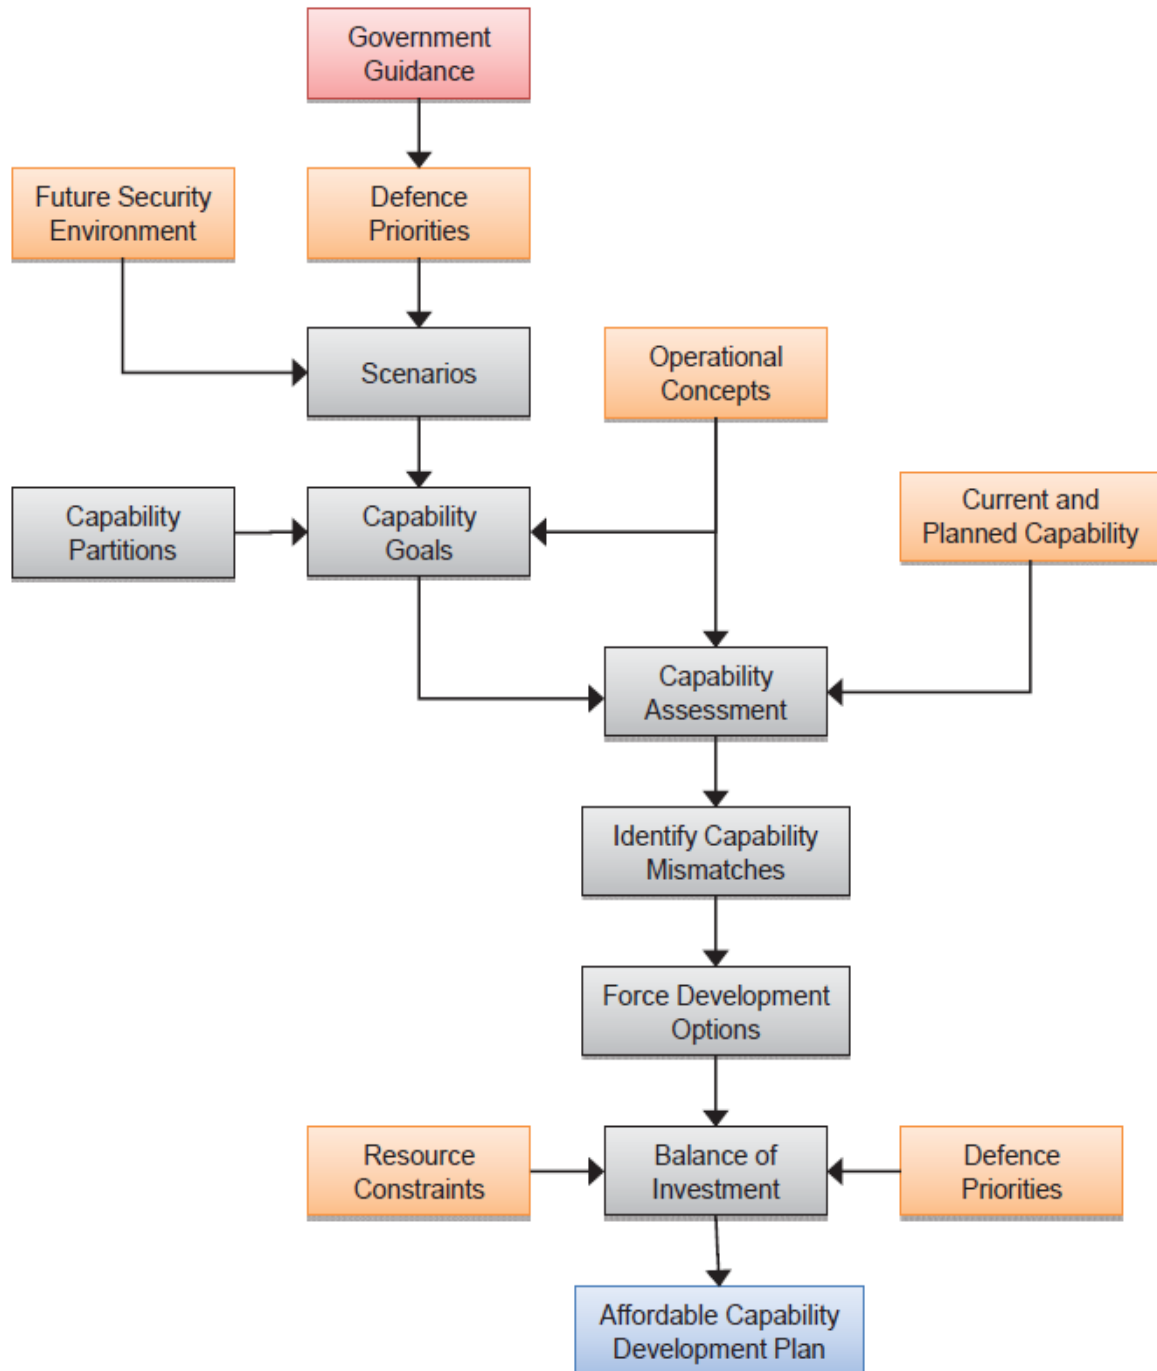 Government
Guidance
Future Security
Environment
Defence
Priorities
Scenarios
Operational
Concepts
Capability
Partitions
Capability
Goals
Current and
Planned Capability
Capability
Assessment
Identify Capability
Mismatches
Force Development
Options
Resource
Constraints
Balance of
Investment
Defence
Priorities
Affordable Capability
Development Plan